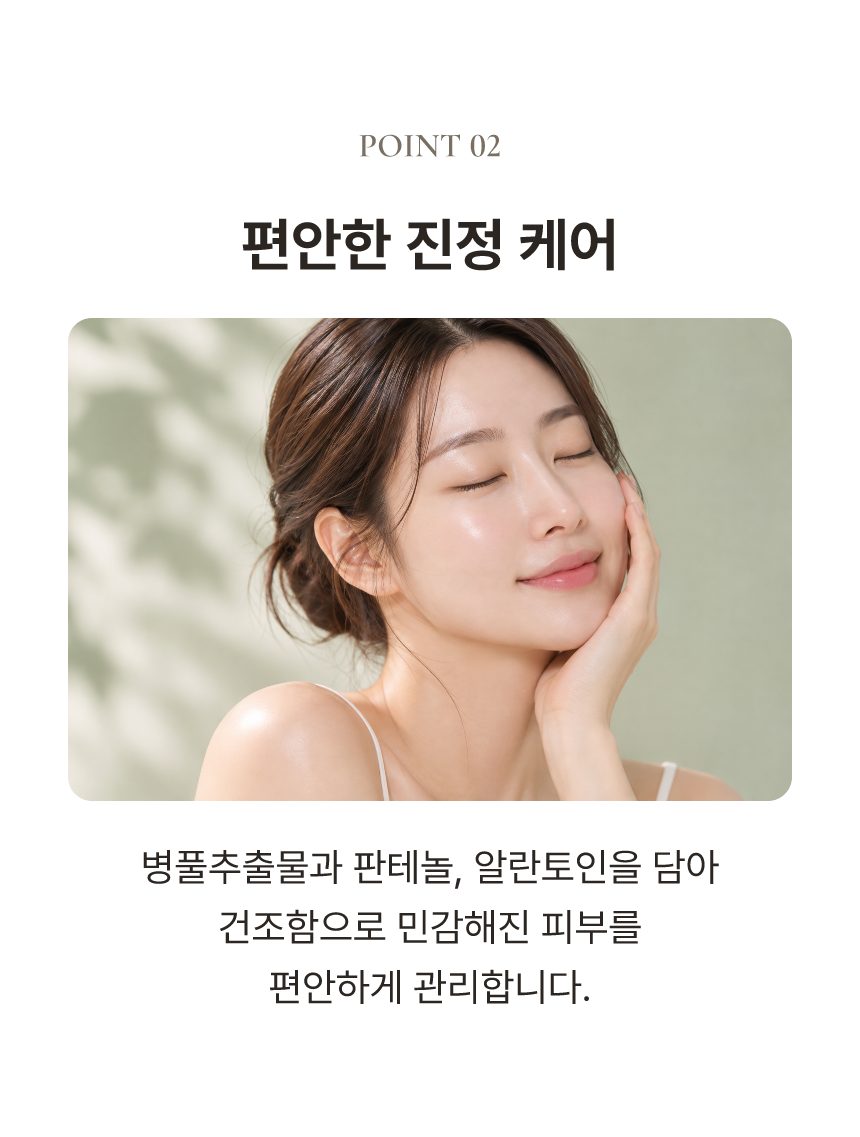 POINT 02
편안한 진정 케어
병풀추출물과 판테놀, 알란토인을 담아
건조함으로 민감해진 피부를
편안하게 관리합니다.